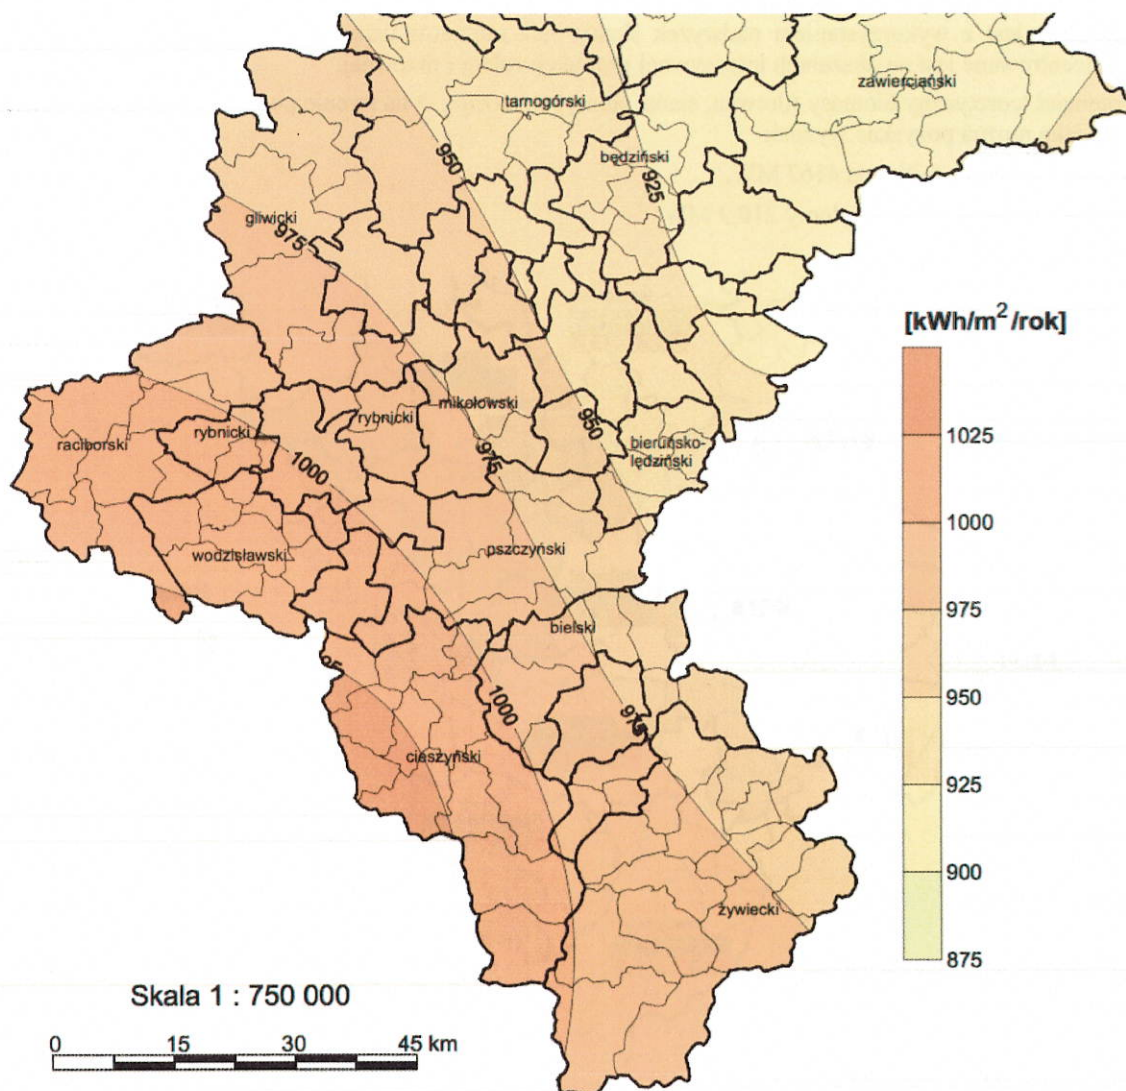 zawierciański
tarnogórski
950
będziński
925
gliwicki
975
[kWh/m²/rok]
1025
1000
975
950
925
900
875
mikołowski
rybnicki
950
raciborski
rybnicki
bieruńsko-
lędziński
1000
975
wodzisławski
pszczyński
bielski
1000
975
cieszyński
żywiecki
Skala 1 : 750 000
0 15 30 45 km